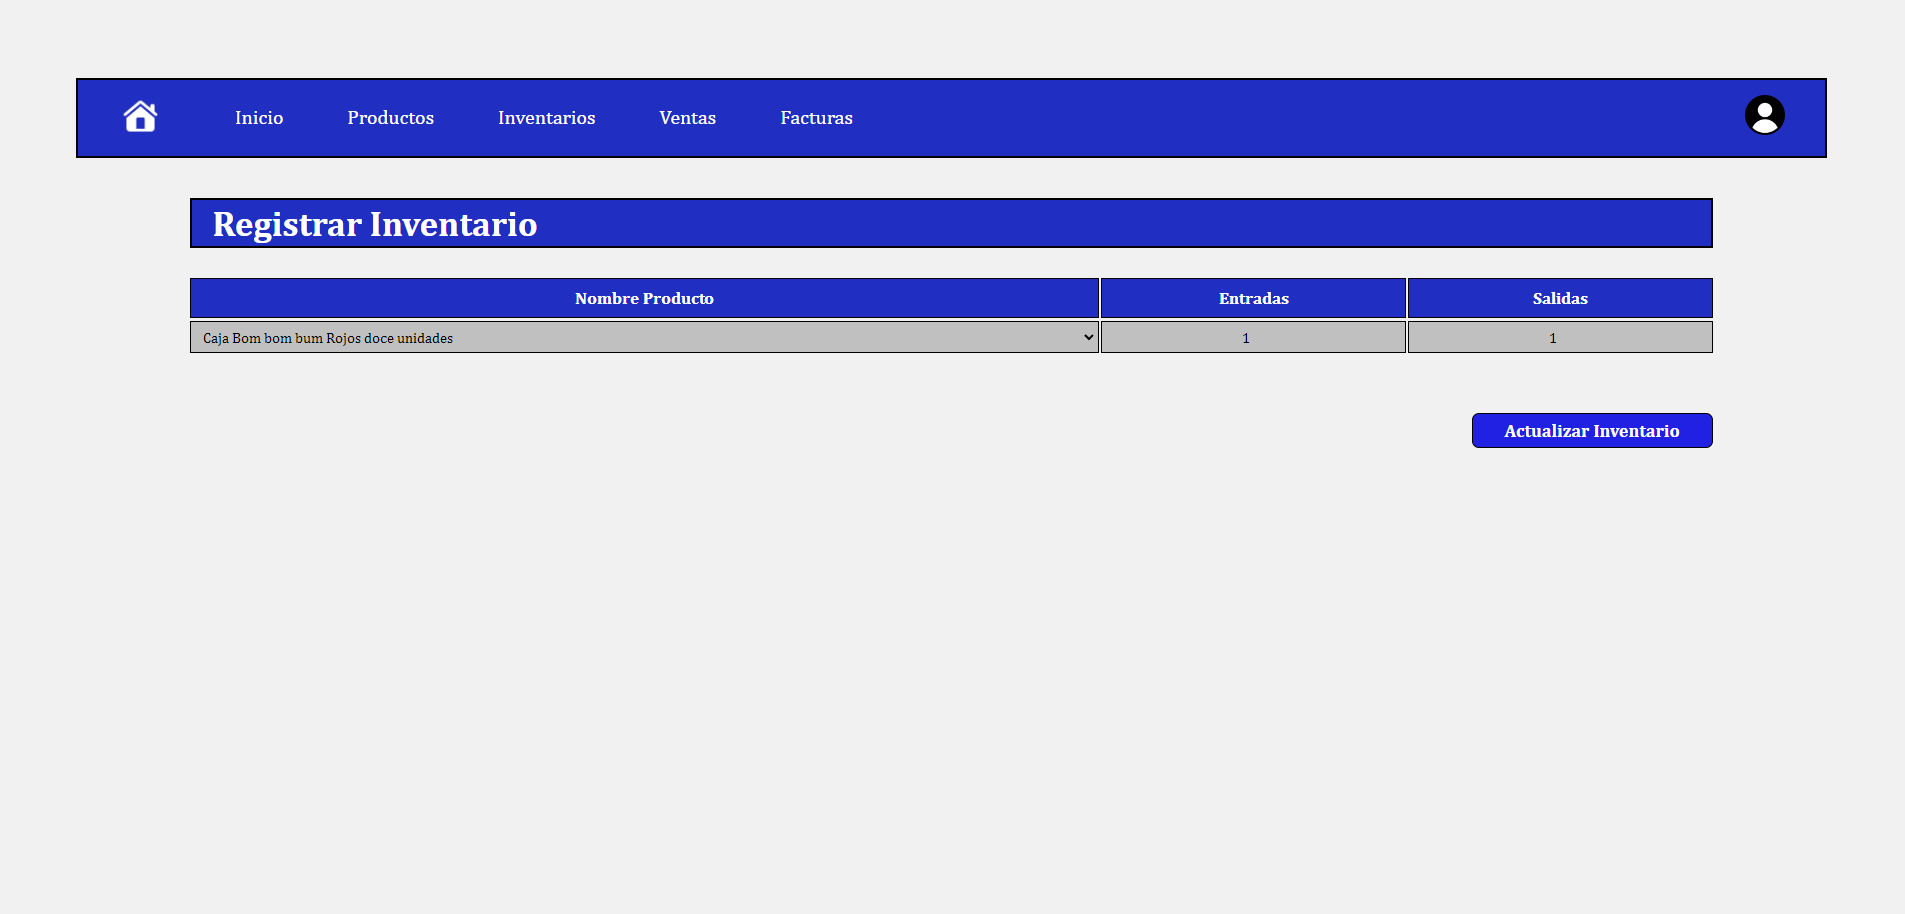 Inicio Productos Inventarios Ventas Facturas
Registrar Inventario
Nombre Producto Entradas Salidas
Caja Bom bom bum Rojos doce unidades 1 1
Actualizar Inventario